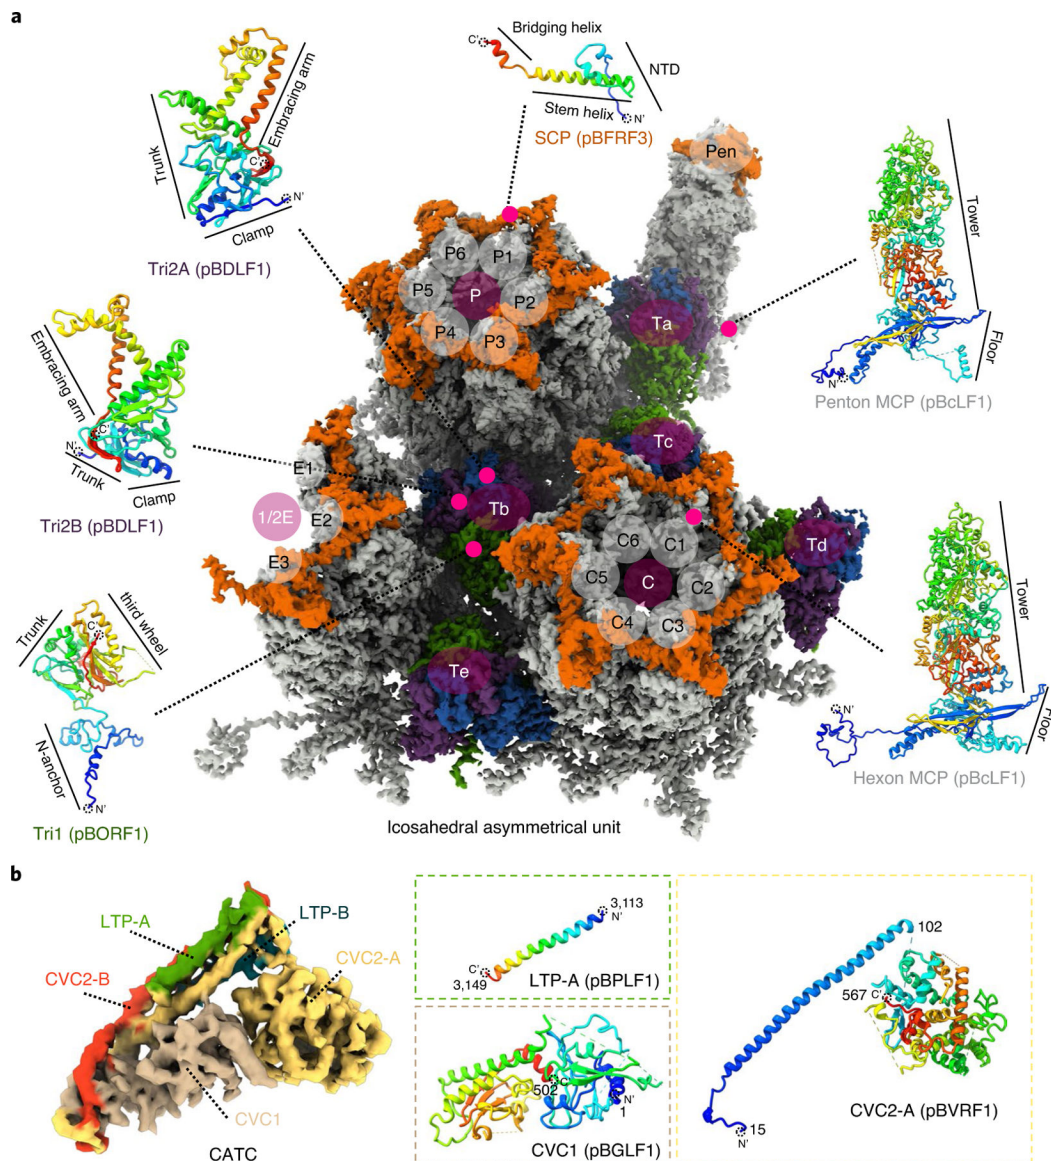 a
Bridging helix
C'
NTD
Stem helix
N'
SCP (pBFRF3)
Embracing arm
Trunk
C'
N'
Clamp
Tri2A (pBDLF1)
Pen
Tower
Floor
N'
Penton MCP (pBcLF1)
P6
P1
P5
P
P2
P4
P3
Ta
Tc
Embracing arm
N'
C'
Trunk
Clamp
Tri2B (pBDLF1)
E1
1/2E
E2
E3
Tb
C6
C1
C5
C
C2
C4
C3
Td
Te
Trunk
C'
third wheel
N-anchor
N'
Tri1 (pBORF1)
Tower
N'
Floor
Hexon MCP (pBcLF1)
Icosahedral asymmetrical unit
b
LTP-A
LTP-B
CVC2-B
CVC2-A
CVC1
CATC
3,113
N'
C'
3,149
LTP-A (pBPLF1)
C'
502
N'
1
CVC1 (pBGLF1)
102
567
C'
15
N'
CVC2-A (pBVRF1)